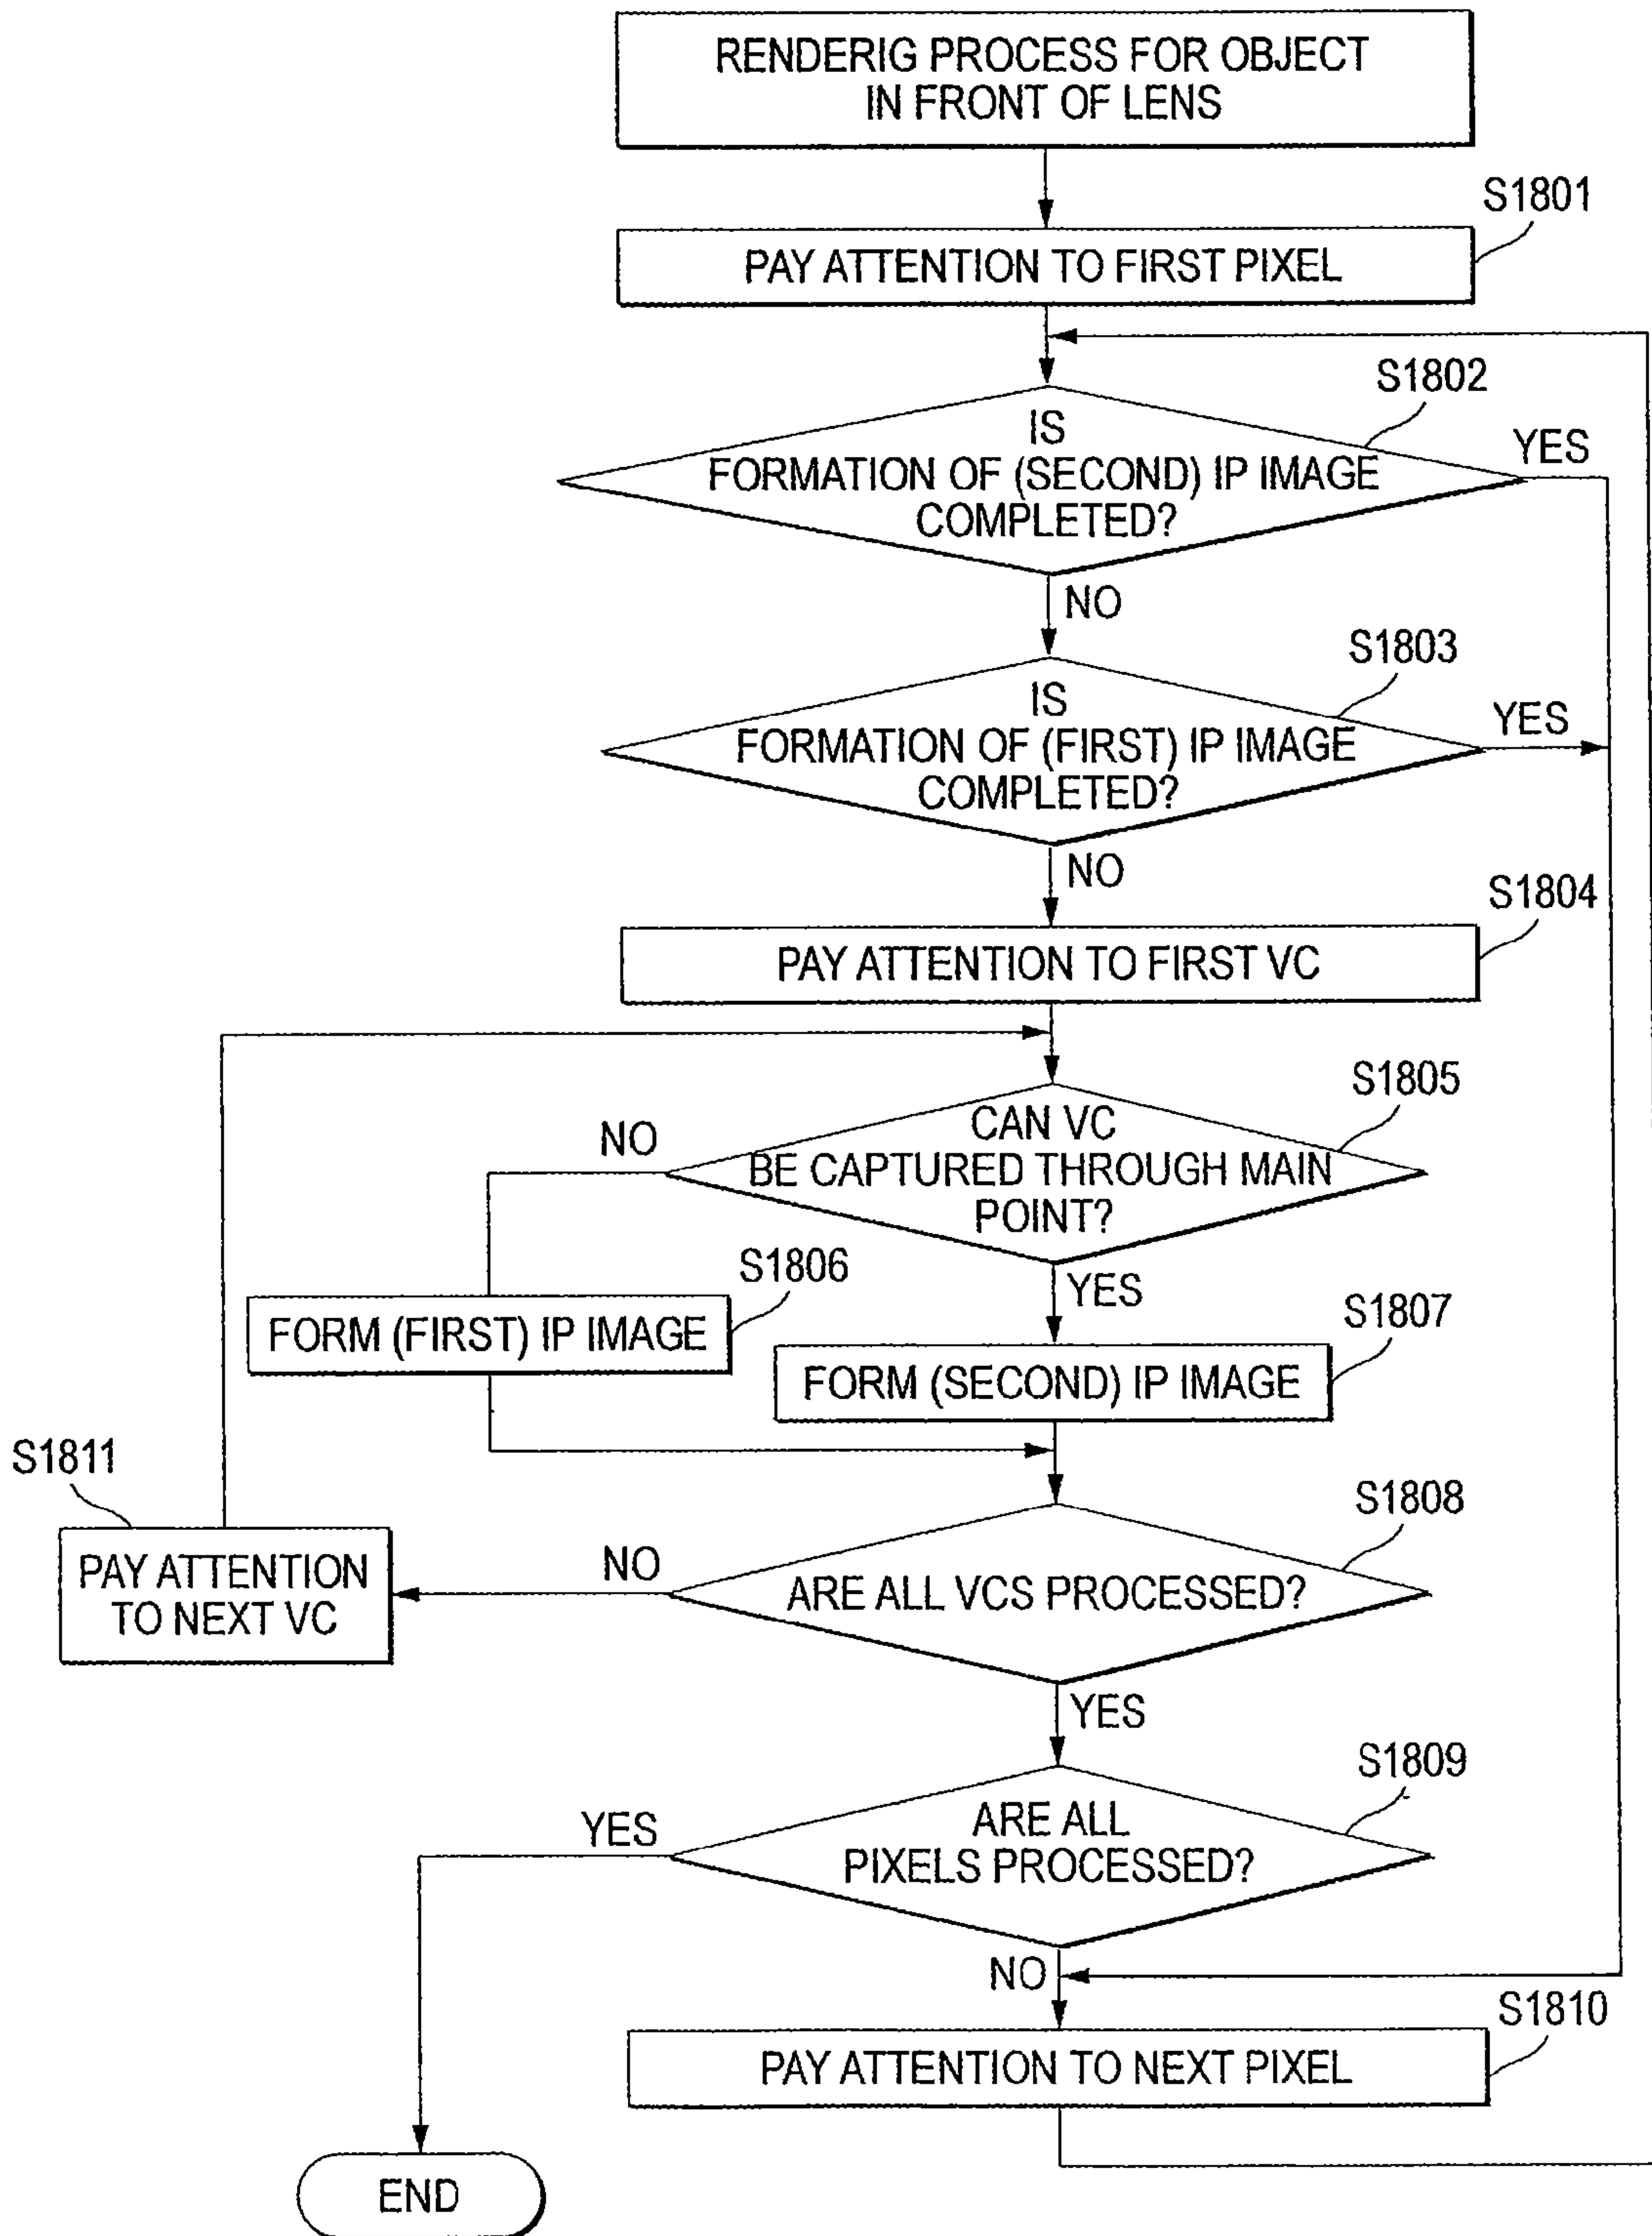 RENDERIG PROCESS FOR OBJECT
IN FRONT OF LENS
S1801
PAY ATTENTION TO FIRST PIXEL
S1802
IS
FORMATION OF (SECOND) IP IMAGE
COMPLETED?
YES
NO
S1803
IS
FORMATION OF (FIRST) IP IMAGE
COMPLETED?
YES
NO
S1804
PAY ATTENTION TO FIRST VC
S1805
CAN VC
BE CAPTURED THROUGH MAIN
POINT?
NO
YES
S1806
FORM (FIRST) IP IMAGE
S1807
FORM (SECOND) IP IMAGE
S1811
PAY ATTENTION
TO NEXT VC
S1808
ARE ALL VCS PROCESSED?
NO
YES
S1809
ARE ALL
PIXELS PROCESSED?
YES
NO
S1810
PAY ATTENTION TO NEXT PIXEL
END